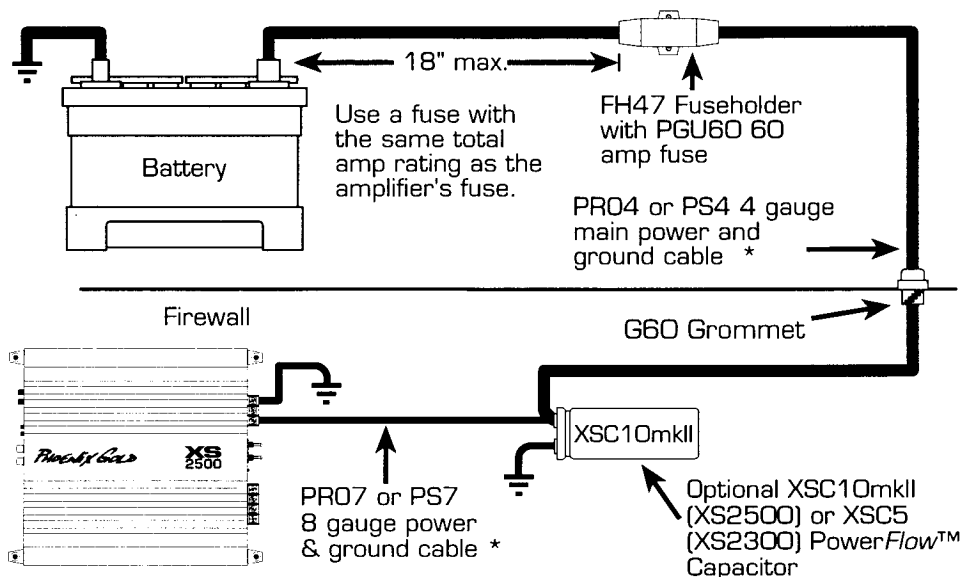 18" max.
Use a fuse with
the same total
amp rating as the
amplifier's fuse.
Battery
FH47 Fuseholder
with PGU60 60
amp fuse
PR04 or PS4 4 gauge
main power and
ground cable *
Firewall
G60 Grommet
PHOENIX GOLD
XS
2500
XSC10mkII
PR07 or PS7
8 gauge power
& ground cable *
Optional XSC10mkII
(XS2500) or XSC5
(XS2300) PowerFlow™
Capacitor